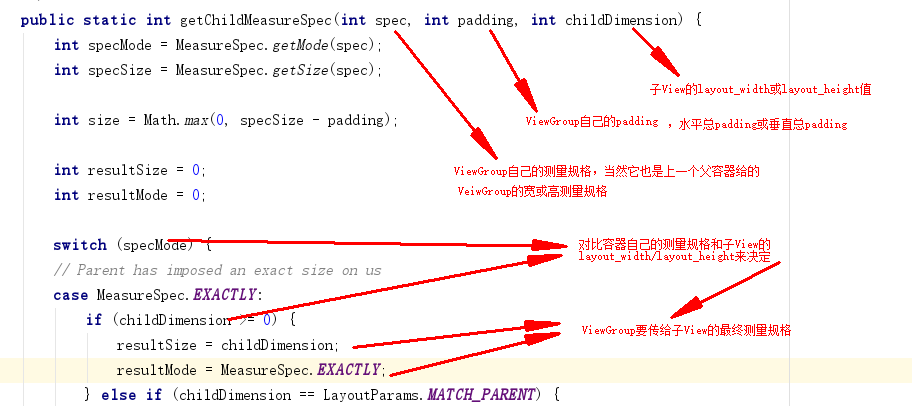 public static int getChildMeasureSpec(int spec, int padding, int childDimension) {
int specMode = MeasureSpec.getMode(spec);
int specSize = MeasureSpec.getSize(spec);
子View的layout_width或layout_height值
int size = Math.max(0, specSize - padding);
ViewGroup自己的padding ，水平总padding或垂直总padding
int resultSize = 0;
ViewGroup自己的测量规格，当然它也是上一个父容器给的
int resultMode = 0;
VeiwGroup的宽或高测量规格
switch (specMode) {
对比容器自己的测量规格和子View的
layout_width/layout_height来决定
// Parent has imposed an exact size on us
case MeasureSpec.EXACTLY:
if (childDimension >= 0) {
ViewGroup要传给子View的最终测量规格
resultSize = childDimension;
resultMode = MeasureSpec.EXACTLY;
} else if (childDimension == LayoutParams.MATCH_PARENT) {